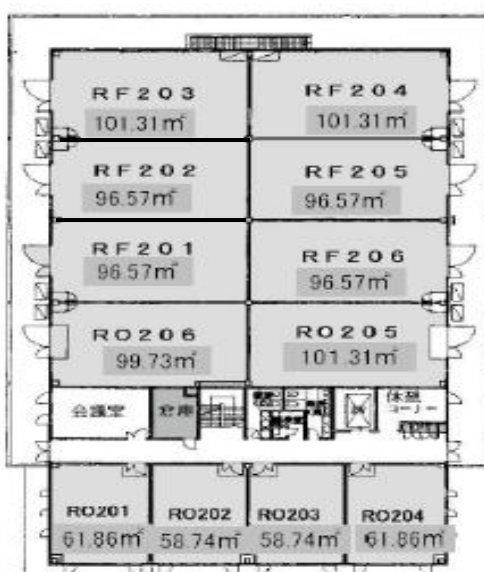 RF203
101.31㎡
RF204
101.31㎡
RF202
96.57㎡
RF205
96.57㎡
RF201
96.57㎡
RF206
96.57㎡
RO206
99.73㎡
RO205
101.31㎡
会議室
倉庫
休憩
コーナー
RO201
61.86㎡
RO202
58.74㎡
RO203
58.74㎡
RO204
61.86㎡